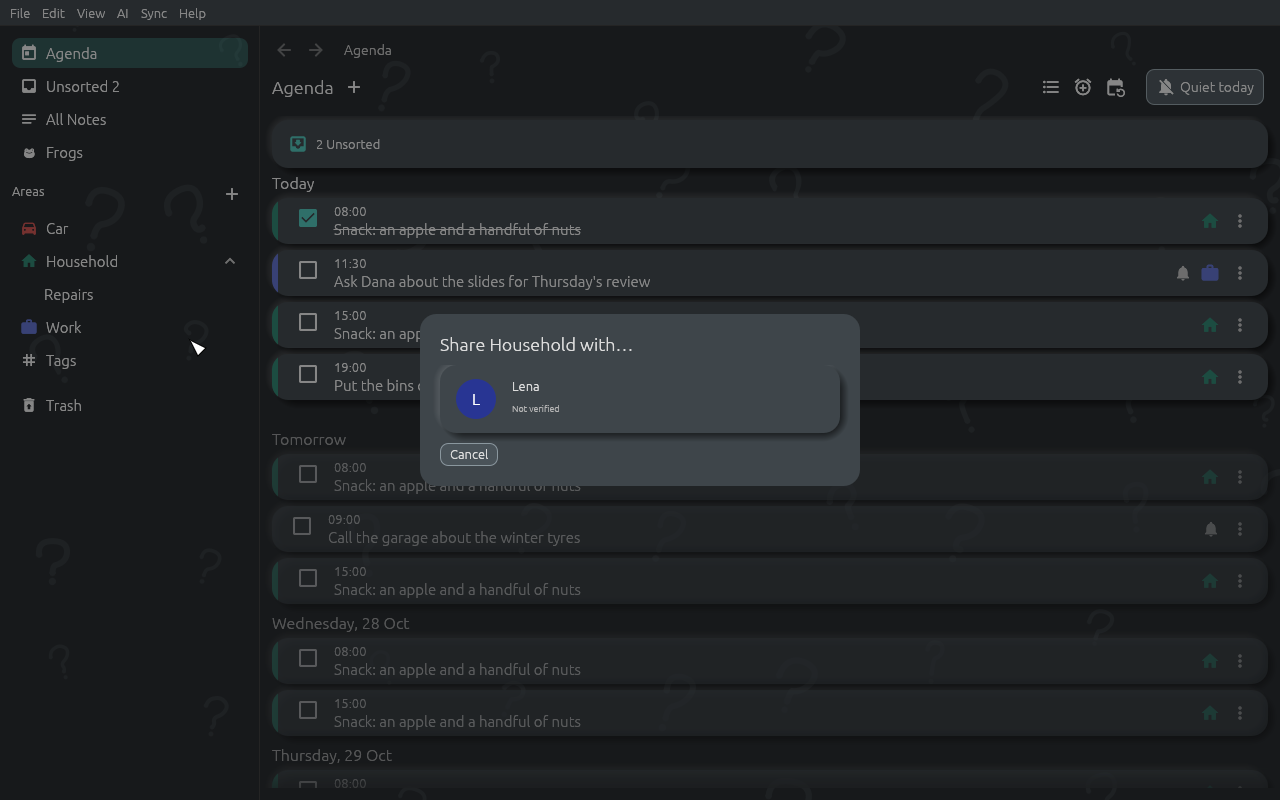 File Edit View AI Sync Help
Agenda
Unsorted 2
All Notes
Frogs
Areas
Car
Household
Repairs
Work
Tags
Trash
Agenda
Agenda
Quiet today
2 Unsorted
Today
08:00
Snack: an apple and a handful of nuts
11:30
Ask Dana about the slides for Thursday's review
15:00
Snack: an app
19:00
Put the bins
Share Household with…
L
Lena
Not verified
Cancel
Tomorrow
08:00
Snack: an apple and a handful of nuts
09:00
Call the garage about the winter tyres
15:00
Snack: an apple and a handful of nuts
Wednesday, 28 Oct
08:00
Snack: an apple and a handful of nuts
15:00
Snack: an apple and a handful of nuts
Thursday, 29 Oct
08:00